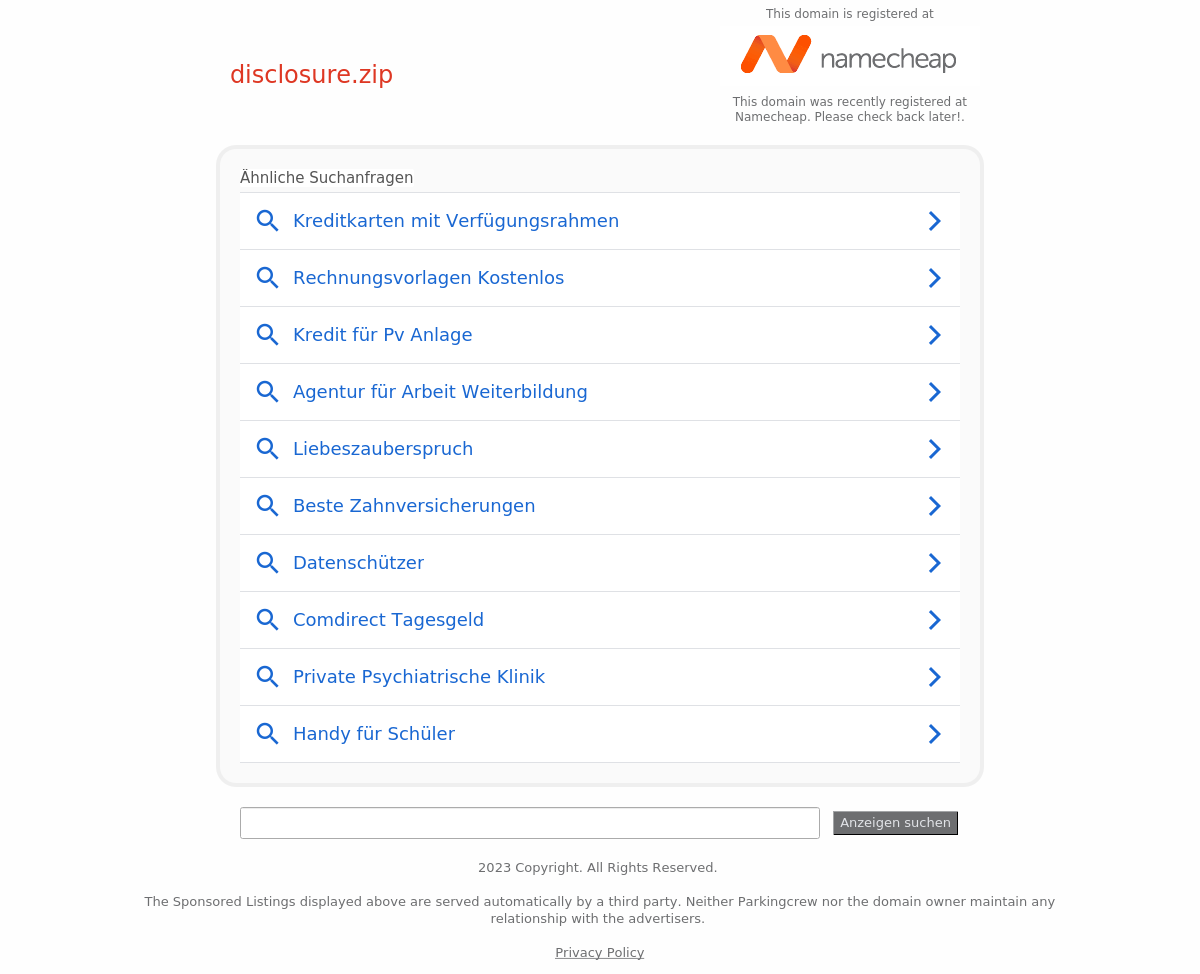 This domain is registered at
namecheap
disclosure.zip
This domain was recently registered at
Namecheap. Please check back later!.
Ähnliche Suchanfragen
Kreditkarten mit Verfügungsrahmen
Rechnungsvorlagen Kostenlos
Kredit für Pv Anlage
Agentur für Arbeit Weiterbildung
Liebeszauberspruch
Beste Zahnversicherungen
Datenschützer
Comdirect Tagesgeld
Private Psychiatrische Klinik
Handy für Schüler
Anzeigen suchen
2023 Copyright. All Rights Reserved.
The Sponsored Listings displayed above are served automatically by a third party. Neither Parkingcrew nor the domain owner maintain any
relationship with the advertisers.
Privacy Policy